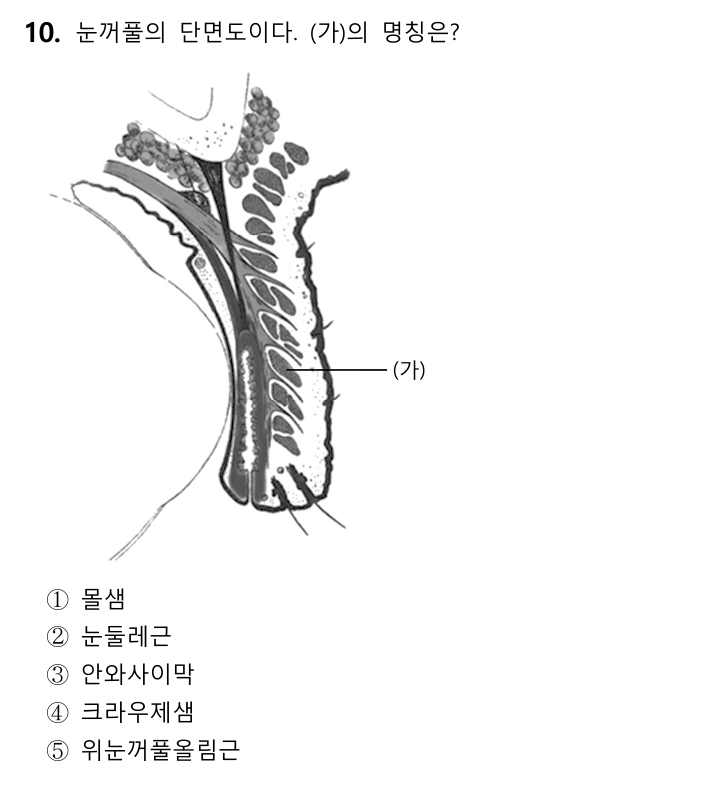 10. 눈꺼풀의 단면도이다. (가)의 명칭은?
(가)
① 몰샘
② 눈둘레근
③ 안와사이막
④ 크라우제샘
⑤ 위눈꺼풀올림근